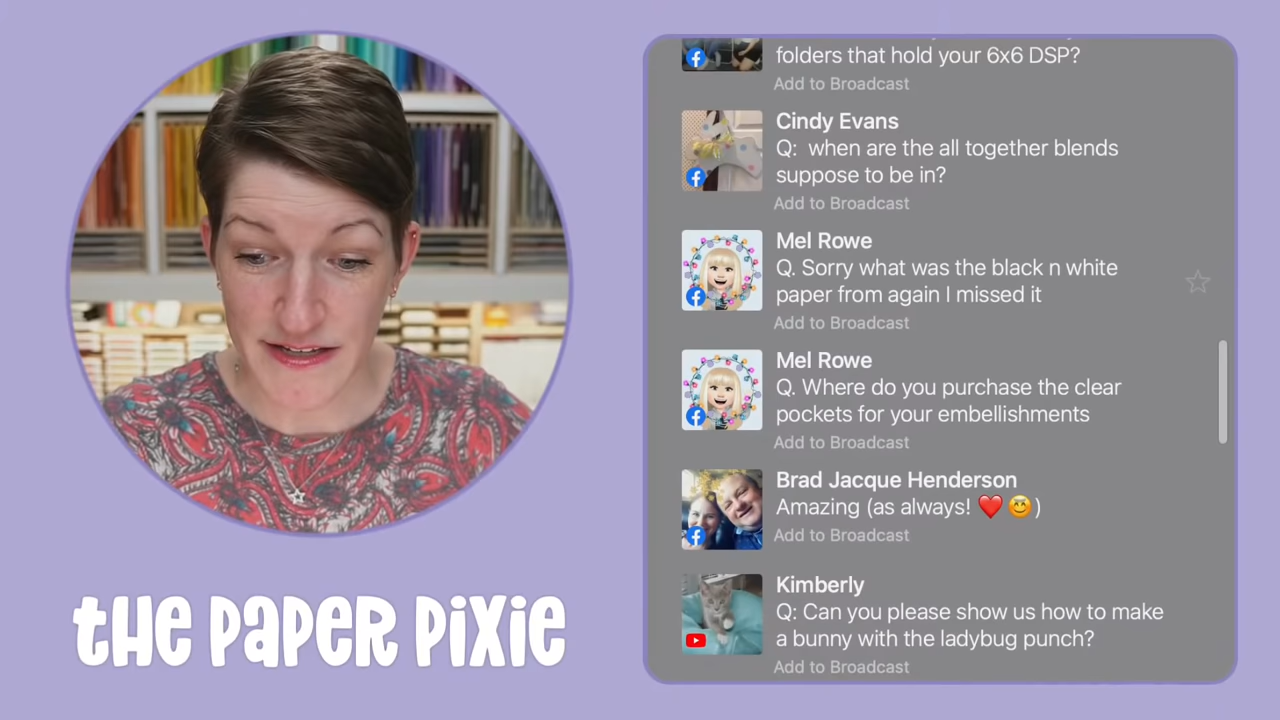 folders that hold your 6x6 DSP?
Add to Broadcast
Cindy Evans
Q: when are the all together blends
suppose to be in?
Add to Broadcast
Mel Rowe
Q. Sorry what was the black n white
paper from again I missed it
Add to Broadcast
Mel Rowe
Q. Where do you purchase the clear
pockets for your embellishments
Add to Broadcast
Brad Jacque Henderson
Amazing (as always! ❤️ 😇 )
Add to Broadcast
Kimberly
Q: Can you please show us how to make
a bunny with the ladybug punch?
Add to Broadcast
the PAPER PiXiE